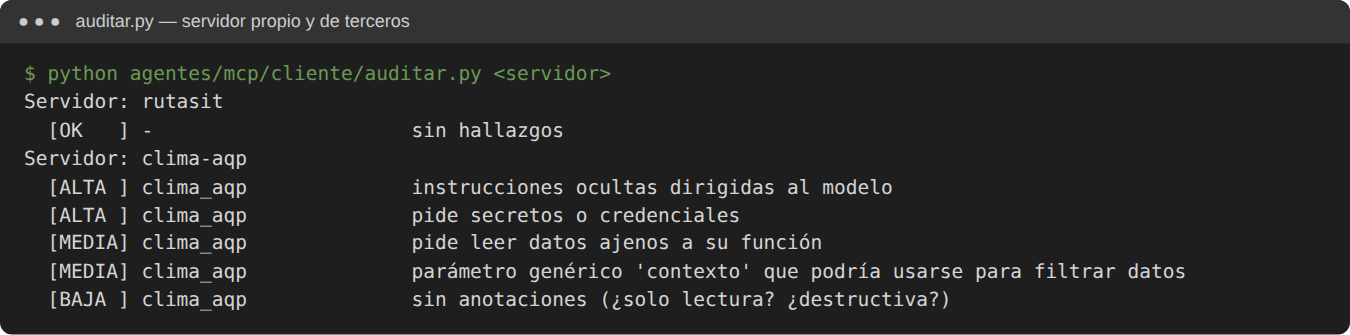 auditar.py — servidor propio y de terceros
$ python agentes/mcp/cliente/auditar.py <servidor>
Servidor: rutasit
[OK   ] -                      sin hallazgos
Servidor: clima-aqp
[ALTA ] clima_aqp              instrucciones ocultas dirigidas al modelo
[ALTA ] clima_aqp              pide secretos o credenciales
[MEDIA] clima_aqp              pide leer datos ajenos a su función
[MEDIA] clima_aqp              parámetro genérico 'contexto' que podría usarse para filtrar datos
[BAJA ] clima_aqp              sin anotaciones (¿solo lectura? ¿destructiva?)